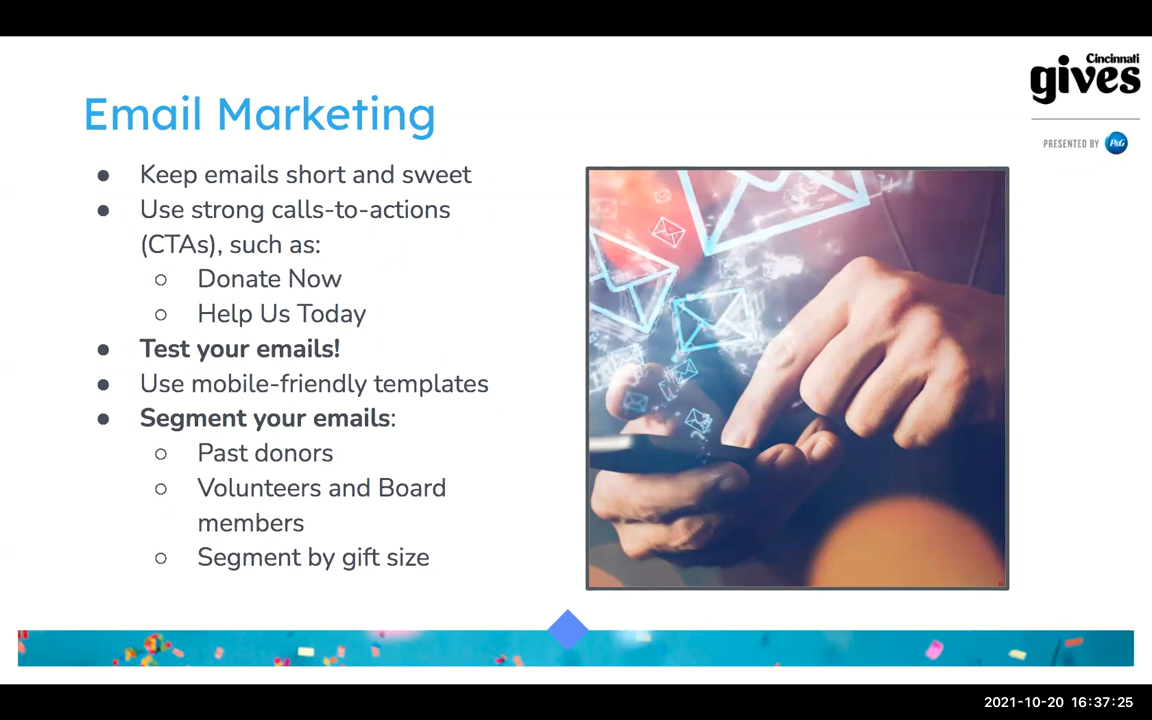 Cincinnati
gives
PRESENTED BY P&G
Email Marketing
● Keep emails short and sweet
● Use strong calls-to-actions
(CTAs), such as:
○ Donate Now
○ Help Us Today
● Test your emails!
● Use mobile-friendly templates
● Segment your emails:
○ Past donors
○ Volunteers and Board
members
○ Segment by gift size
2021-10-20 16:37:25